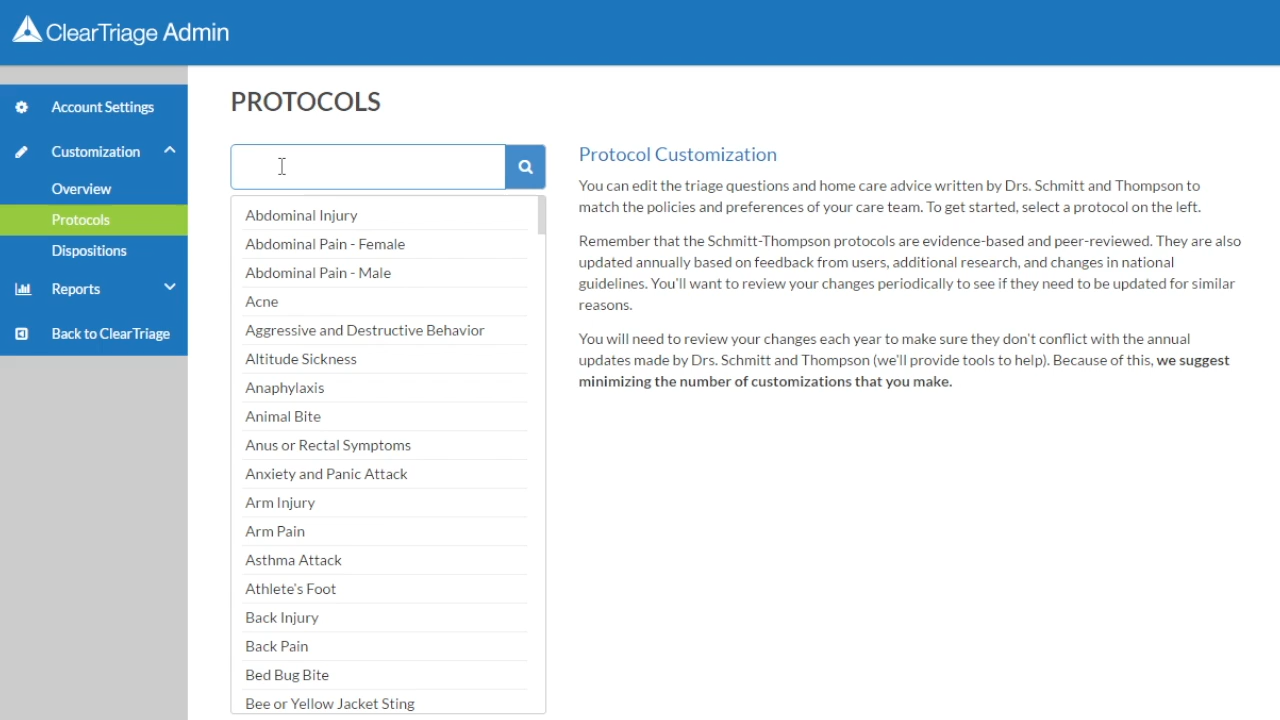 ClearTriage Admin
Account Settings
Customization
Overview
Protocols
Dispositions
Reports
Back to ClearTriage
PROTOCOLS
Abdominal Injury
Abdominal Pain - Female
Abdominal Pain - Male
Acne
Aggressive and Destructive Behavior
Altitude Sickness
Anaphylaxis
Animal Bite
Anus or Rectal Symptoms
Anxiety and Panic Attack
Arm Injury
Arm Pain
Asthma Attack
Athlete's Foot
Back Injury
Back Pain
Bed Bug Bite
Bee or Yellow Jacket Sting
Protocol Customization
You can edit the triage questions and home care advice written by Drs. Schmitt and Thompson to
match the policies and preferences of your care team. To get started, select a protocol on the left.
Remember that the Schmitt-Thompson protocols are evidence-based and peer-reviewed. They are also
updated annually based on feedback from users, additional research, and changes in national
guidelines. You'll want to review your changes periodically to see if they need to be updated for similar
reasons.
You will need to review your changes each year to make sure they don't conflict with the annual
updates made by Drs. Schmitt and Thompson (we'll provide tools to help). Because of this, we suggest
minimizing the number of customizations that you make.